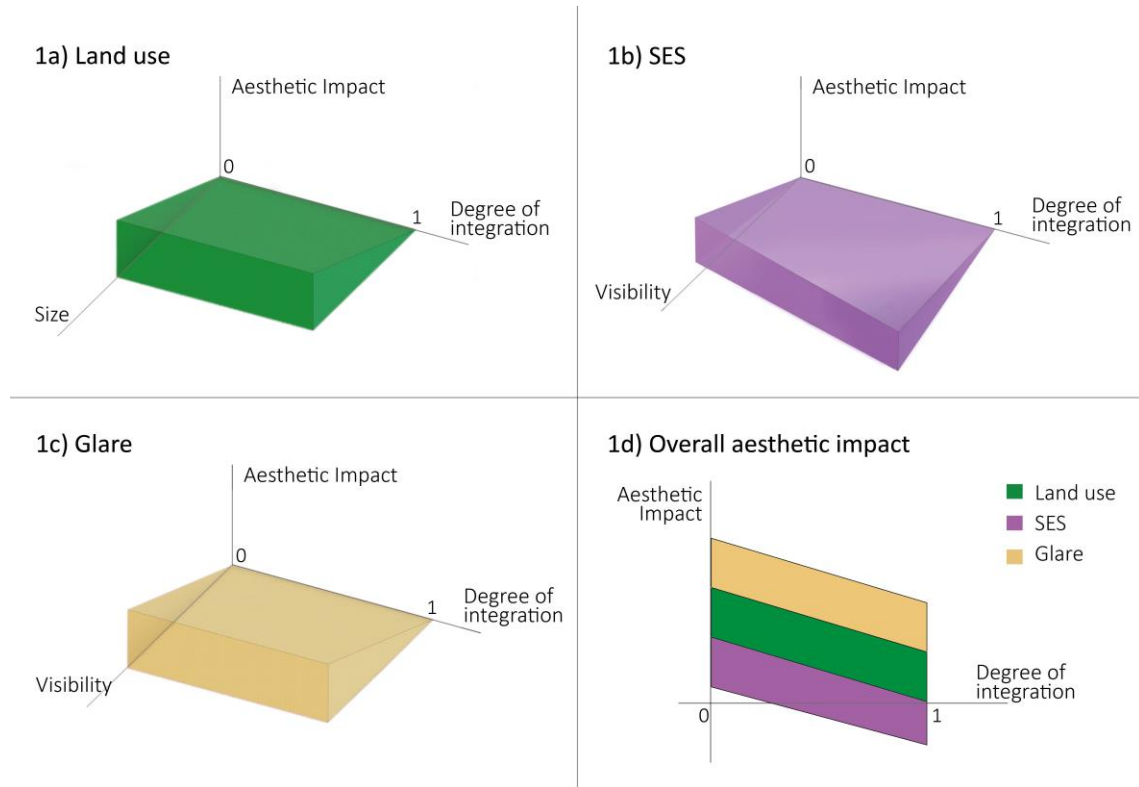 1a) Land use
Aesthetic Impact
0
1
Degree of
integration
Size
1b) SES
Aesthetic Impact
0
1
Degree of
integration
Visibility
1c) Glare
Aesthetic Impact
0
1
Degree of
integration
Visibility
1d) Overall aesthetic impact
Aesthetic
Impact
Land use
SES
Glare
Degree of
integration
0
1